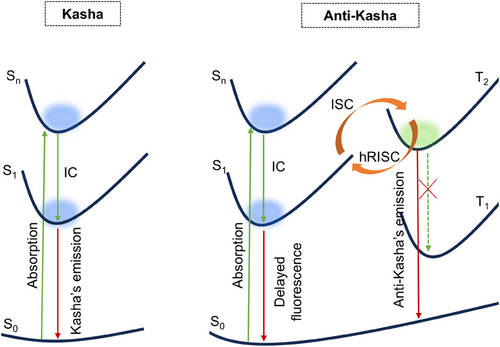 Kasha
Anti-Kasha
Sn
S1
S0
IC
Absorption
Kasha's emission
Sn
S1
S0
IC
Absorption
Delayed
fluorescence
ISC
hRISC
Anti-Kasha's emission
T2
T1